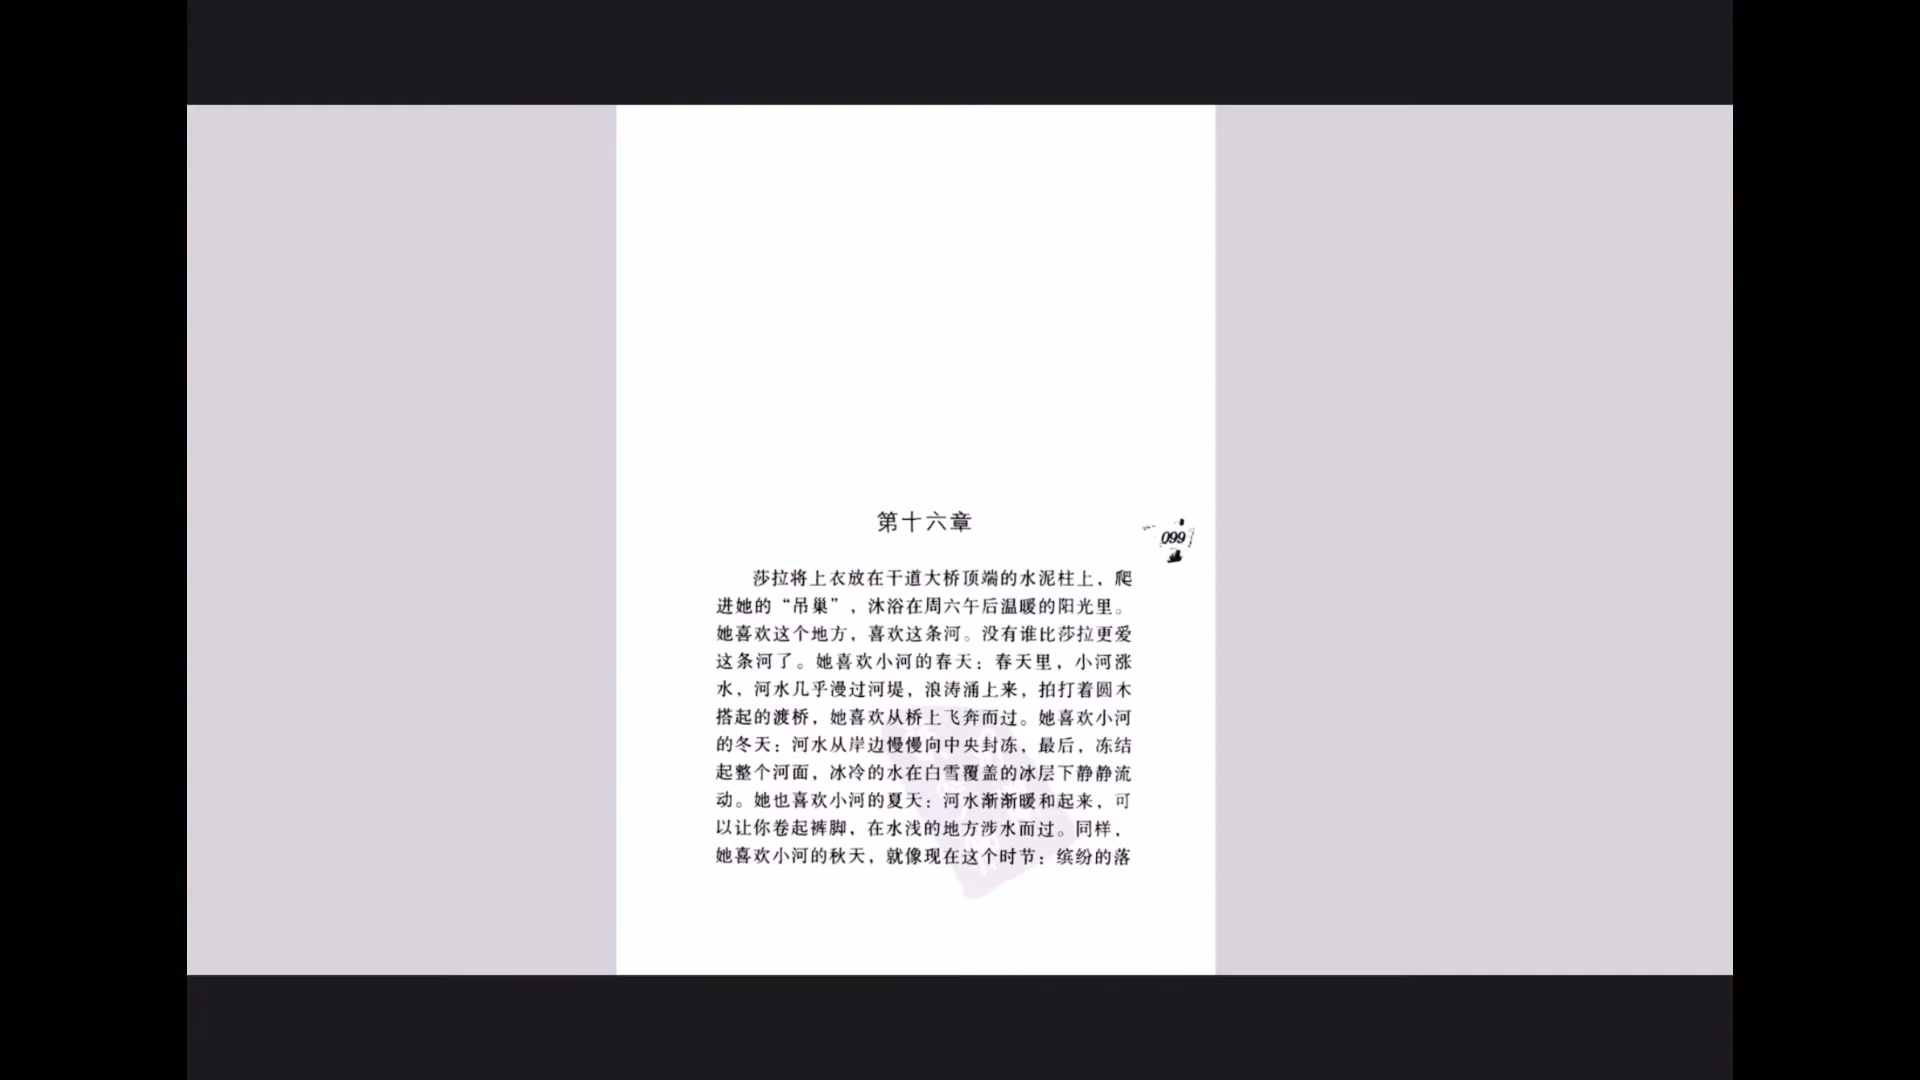 第十六章
099
莎拉将上衣放在干道大桥顶端的水泥柱上，爬
进她的“吊巢”，沐浴在周六午后温暖的阳光里。
她喜欢这个地方，喜欢这条河。没有谁比莎拉更爱
这条河了。她喜欢小河的春天：春天里，小河涨
水，河水几乎漫过河堤，浪涛涌上来，拍打着圆木
搭起的渡桥，她喜欢从桥上飞奔而过。她喜欢小河
的冬天：河水从岸边慢慢向中央封冻，最后，冻结
起整个河面，冰冷的水在白雪覆盖的冰层下静静流
动。她也喜欢小河的夏天：河水渐渐暖和起来，可
以让你卷起裤脚，在水浅的地方涉水而过。同样，
她喜欢小河的秋天，就像现在这个时节：缤纷的落